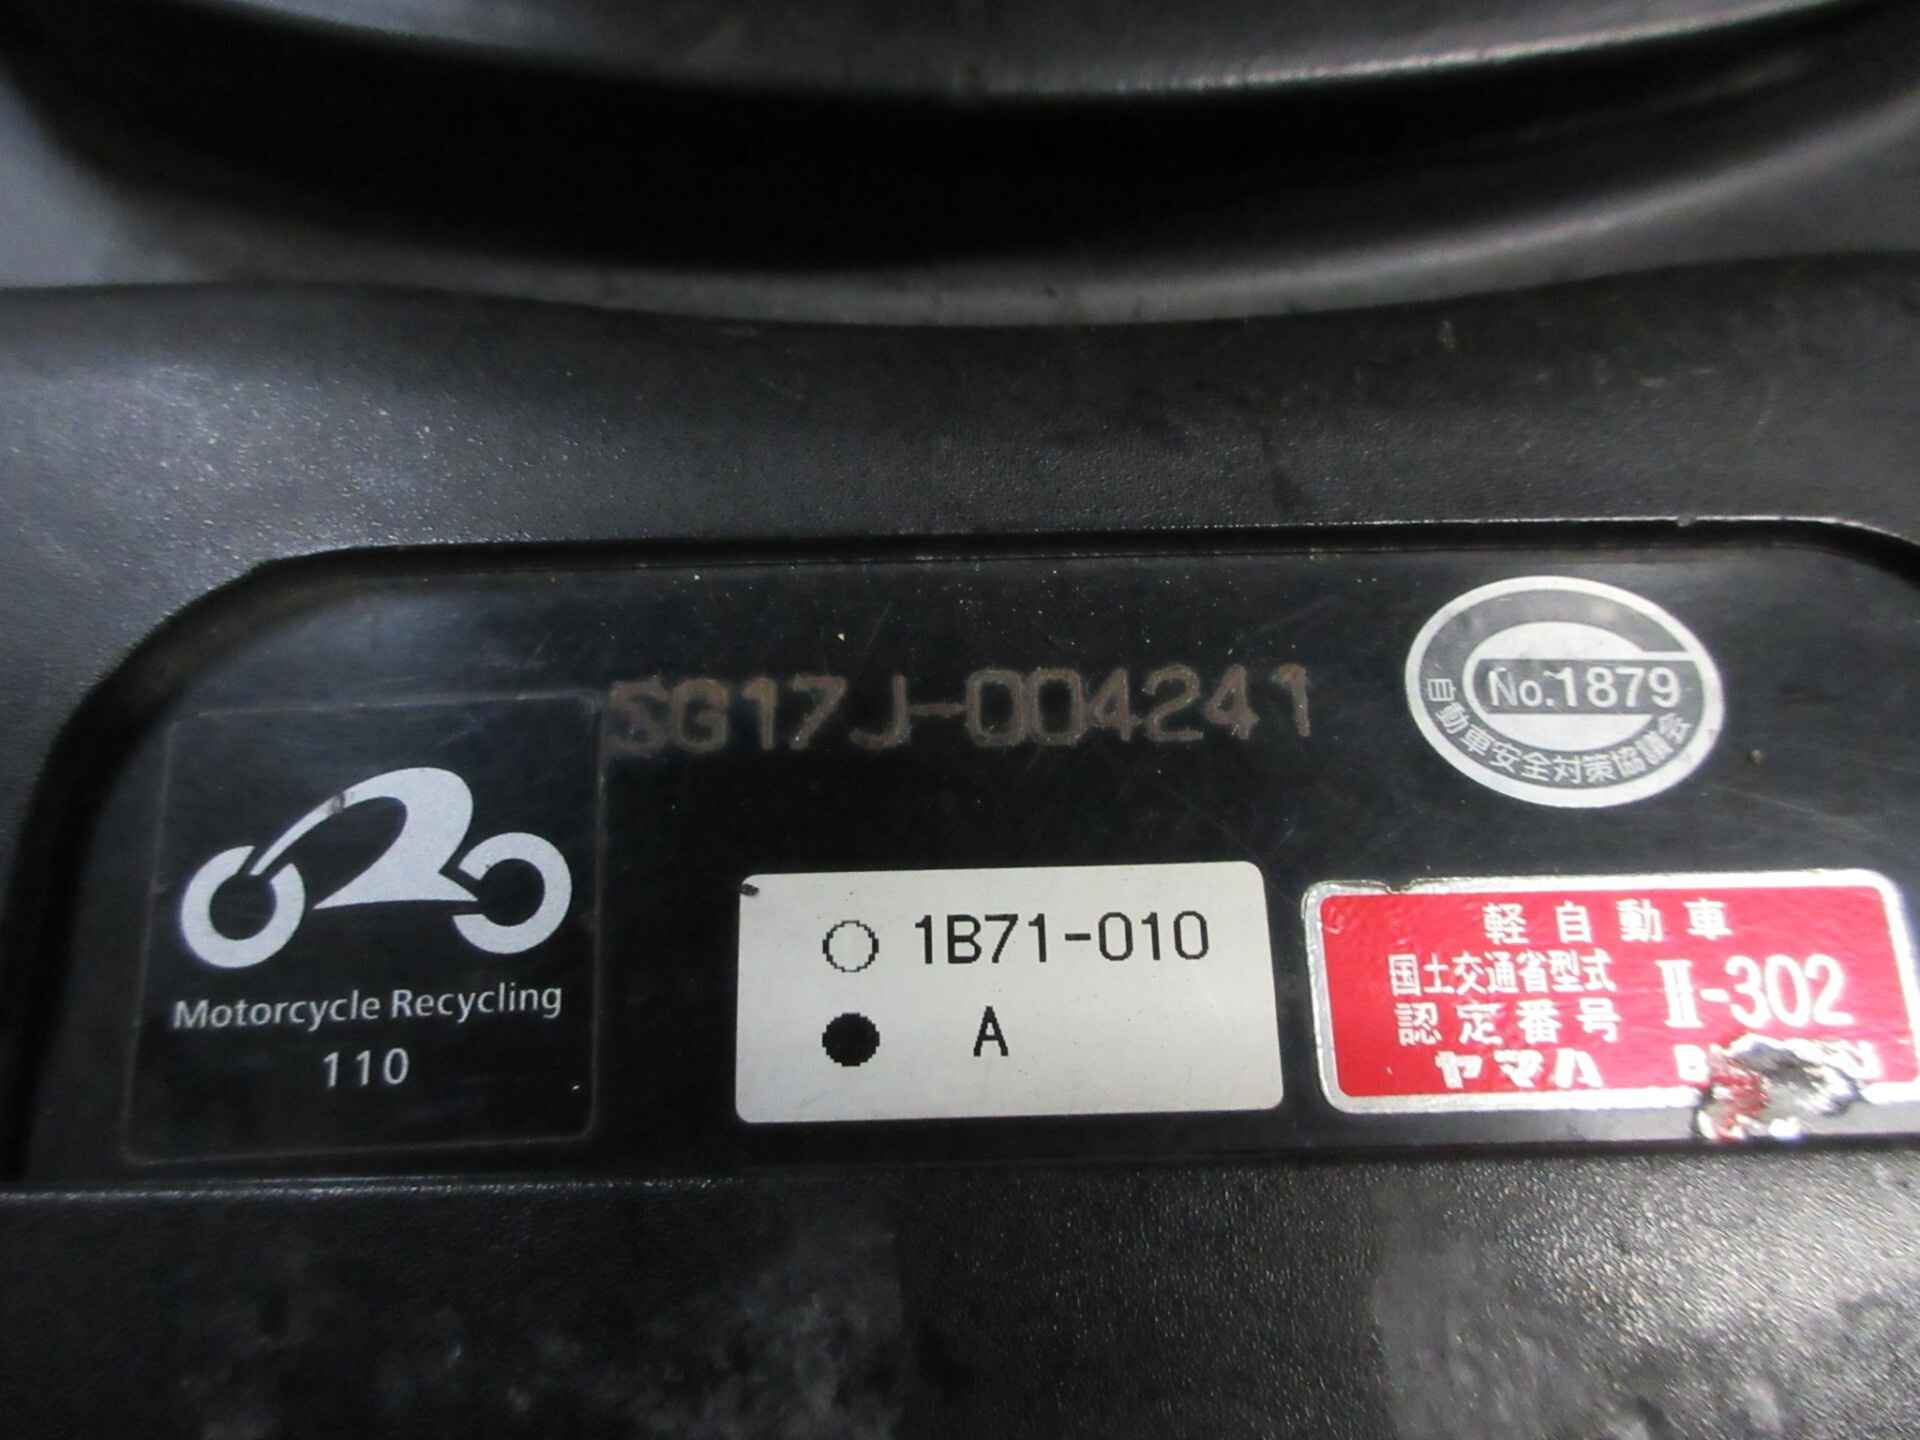 SG17J-004241
No.1879
自動車安全対策協議会
Motorcycle Recycling
110
1B71-010
A
軽自動車
国土交通省型式
認定番号
II-302
ヤマハ